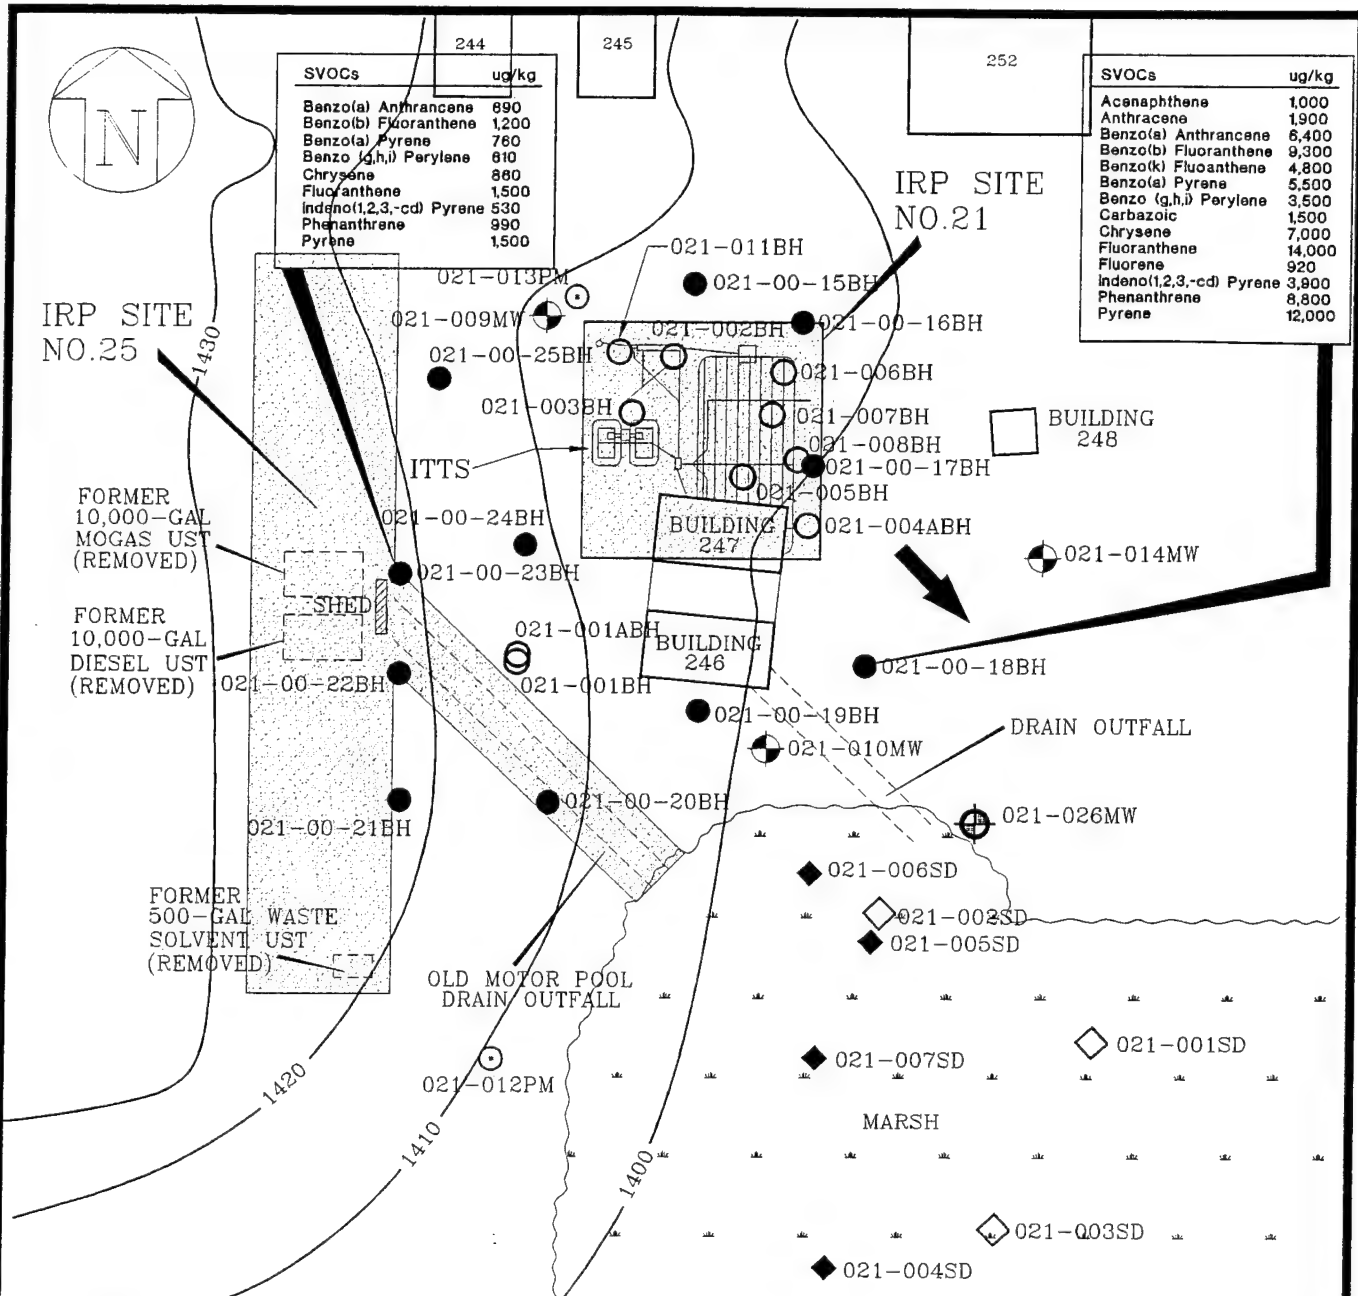 244
245
252
SVOCs ug/kg
Benzo(a) Anthrancene 690
Benzo(b) Fluoranthene 1,200
Benzo(a) Pyrene 760
Benzo (g,h,i) Perylene 610
Chrysene 860
Fluoranthene 1,500
Indeno(1,2,3,-cd) Pyrene 530
Phenanthrene 990
Pyrene 1,500
SVOCs ug/kg
Acenaphthene 1,000
Anthracene 1,900
Benzo(a) Anthrancene 6,400
Benzo(b) Fluoranthene 9,300
Benzo(k) Fluoanthene 4,800
Benzo(a) Pyrene 5,500
Benzo (g,h,i) Perylene 3,500
Carbazoic 1,500
Chrysene 7,000
Fluoranthene 14,000
Fluorene 920
Indeno(1,2,3,-cd) Pyrene 3,900
Phenanthrene 8,800
Pyrene 12,000
N
IRP SITE
NO.21
021-011BH
021-013PM
021-00-15BH
IRP SITE
NO.25
1430
021-009MW
021-002BH
021-00-16BH
021-00-25BH
021-006BH
021-003BH
021-007BH
BUILDING
248
021-008BH
ITTS
021-00-17BH
021-005BH
FORMER
10,000-GAL
MOGAS UST
(REMOVED)
021-00-24BH
BUILDING
247
021-004ABH
021-014MW
021-00-23BH
SHED
FORMER
10,000-GAL
DIESEL UST
(REMOVED)
021-001ABH
BUILDING
246
021-00-18BH
021-00-22BH
021-001BH
021-00-19BH
DRAIN OUTFALL
021-010MW
021-00-20BH
021-026MW
021-00-21BH
021-006SD
FORMER
500-GAL WASTE
SOLVENT UST
(REMOVED)
021-002SD
021-005SD
OLD MOTOR POOL
DRAIN OUTFALL
021-001SD
021-007SD
1420
021-012PM
MARSH
1410
1400
021-003SD
021-004SD